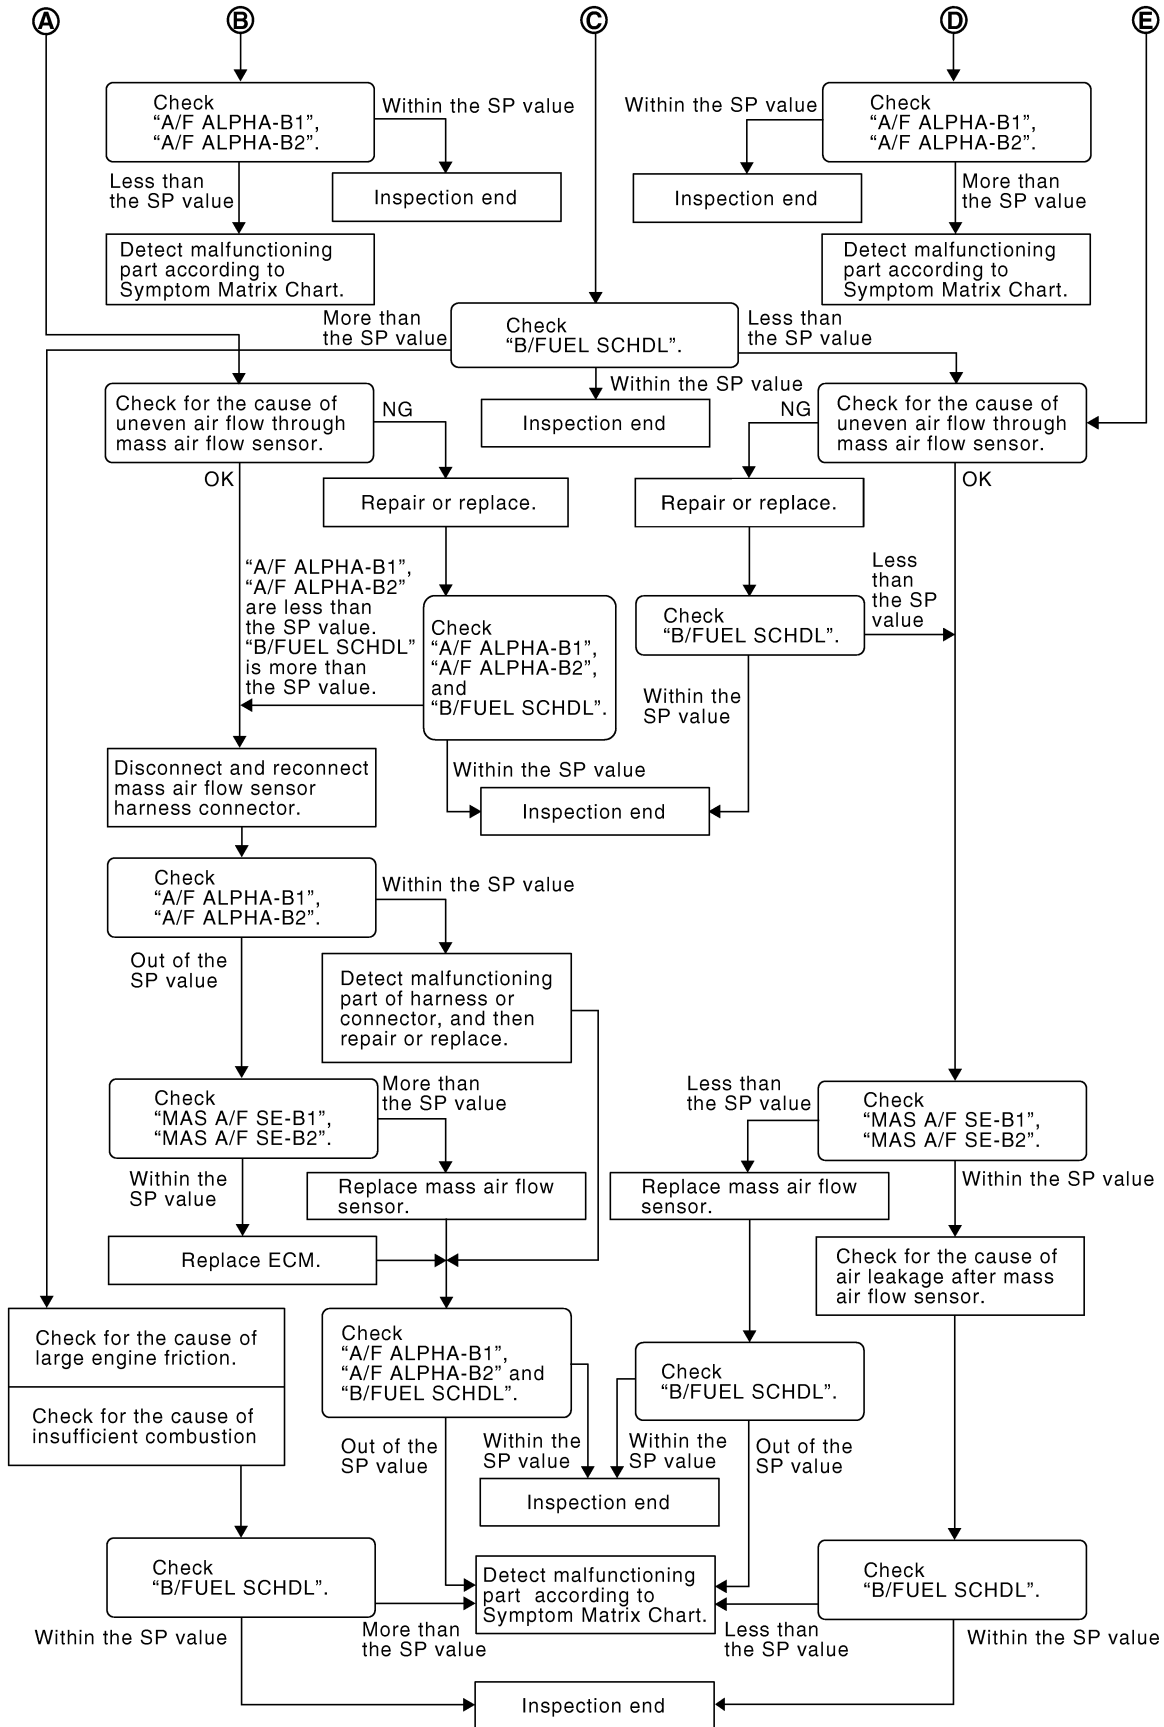 A
B
C
D
E
Check
“A/F ALPHA-B1”,
“A/F ALPHA-B2”.
Within the SP value
Less than
the SP value
Inspection end
Detect malfunctioning
part according to
Symptom Matrix Chart.
Within the SP value
Check
“A/F ALPHA-B1”,
“A/F ALPHA-B2”.
Inspection end
More than
the SP value
Detect malfunctioning
part according to
Symptom Matrix Chart.
More than
the SP value
Check
“B/FUEL SCHDL”.
Less than
the SP value
Within the SP value
Inspection end
Check for the cause of
uneven air flow through
mass air flow sensor.
NG
OK
Repair or replace.
NG
Check for the cause of
uneven air flow through
mass air flow sensor.
OK
Repair or replace.
“A/F ALPHA-B1”,
“A/F ALPHA-B2”
are less than
the SP value.
“B/FUEL SCHDL”
is more than
the SP value.
Check
“A/F ALPHA-B1”,
“A/F ALPHA-B2”,
and
“B/FUEL SCHDL”.
Check
“B/FUEL SCHDL”.
Less
than
the SP
value
Within the
SP value
Within the SP value
Inspection end
Disconnect and reconnect
mass air flow sensor
harness connector.
Check
“A/F ALPHA-B1”,
“A/F ALPHA-B2”.
Within the SP value
Out of the
SP value
Detect malfunctioning
part of harness or
connector, and then
repair or replace.
Check
“MAS A/F SE-B1”,
“MAS A/F SE-B2”.
More than
the SP value
Within the
SP value
Replace mass air flow
sensor.
Replace ECM.
Less than
the SP value
Check
“MAS A/F SE-B1”,
“MAS A/F SE-B2”.
Within the SP value
Replace mass air flow
sensor.
Check for the cause of
air leakage after mass
air flow sensor.
Check for the cause of
large engine friction.
Check for the cause of
insufficient combustion
Check
“A/F ALPHA-B1”,
“A/F ALPHA-B2” and
“B/FUEL SCHDL”.
Check
“B/FUEL SCHDL”.
Out of the
SP value
Within the
SP value
Within the
SP value
Out of the
SP value
Inspection end
Check
“B/FUEL SCHDL”.
Detect malfunctioning
part according to
Symptom Matrix Chart.
Check
“B/FUEL SCHDL”.
Within the SP value
More than
the SP value
Less than
the SP value
Within the SP value
Inspection end